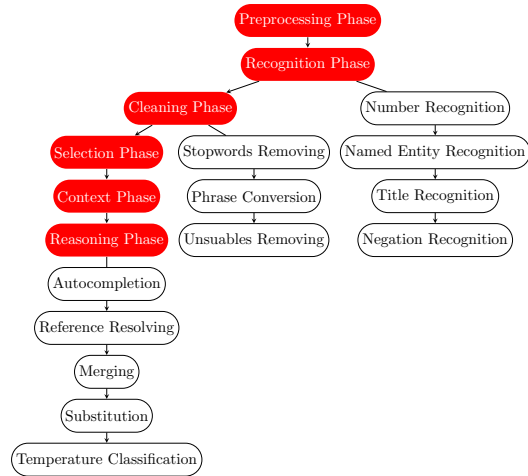 Preprocessing Phase
Recognition Phase
Cleaning Phase
Number Recognition
Selection Phase
Stopwords Removing
Named Entity Recognition
Context Phase
Phrase Conversion
Title Recognition
Reasoning Phase
Unsuables Removing
Negation Recognition
Autocompletion
Reference Resolving
Merging
Substitution
Temperature Classification